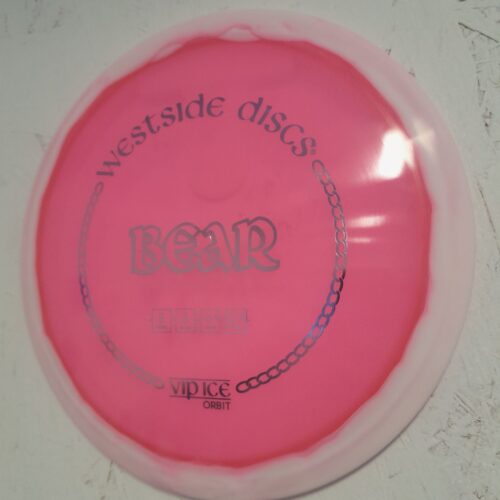 Westside Discs®
BEAR
VIP ICE
ORBIT